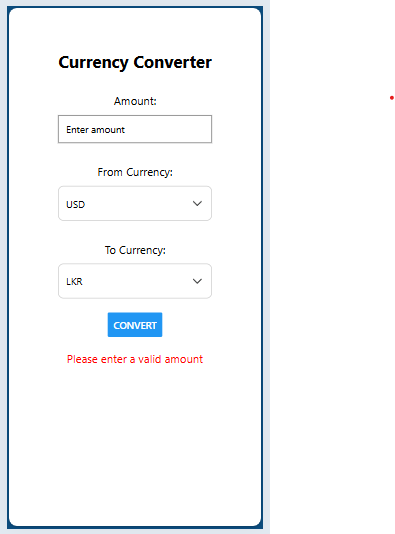 Currency Converter
Amount:
Enter amount
From Currency:
USD
To Currency:
LKR
CONVERT
Please enter a valid amount